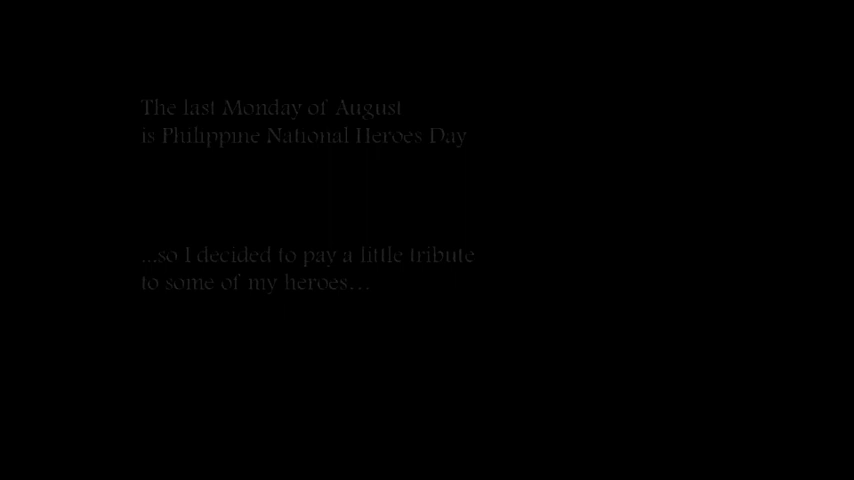 The last Monday of August
is Philippine National Heroes Day
...so I decided to pay a little tribute
to some of my heroes...